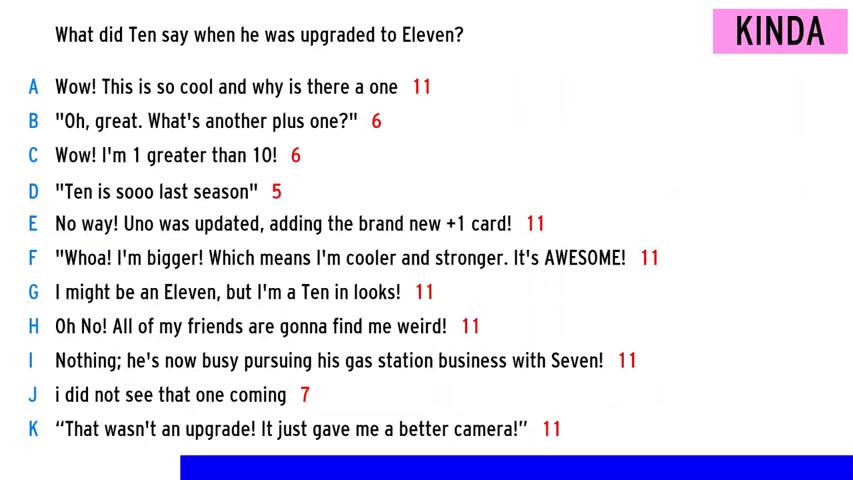 What did Ten say when he was upgraded to Eleven?
KINDA
A Wow! This is so cool and why is there a one 11
B "Oh, great. What's another plus one?" 6
C Wow! I'm 1 greater than 10! 6
D "Ten is sooo last season" 5
E No way! Uno was updated, adding the brand new +1 card! 11
F "Whoa! I'm bigger! Which means I'm cooler and stronger. It's AWESOME! 11
G I might be an Eleven, but I'm a Ten in looks! 11
H Oh No! All of my friends are gonna find me weird! 11
I Nothing; he's now busy pursuing his gas station business with Seven! 11
J i did not see that one coming 7
K “That wasn't an upgrade! It just gave me a better camera!” 11